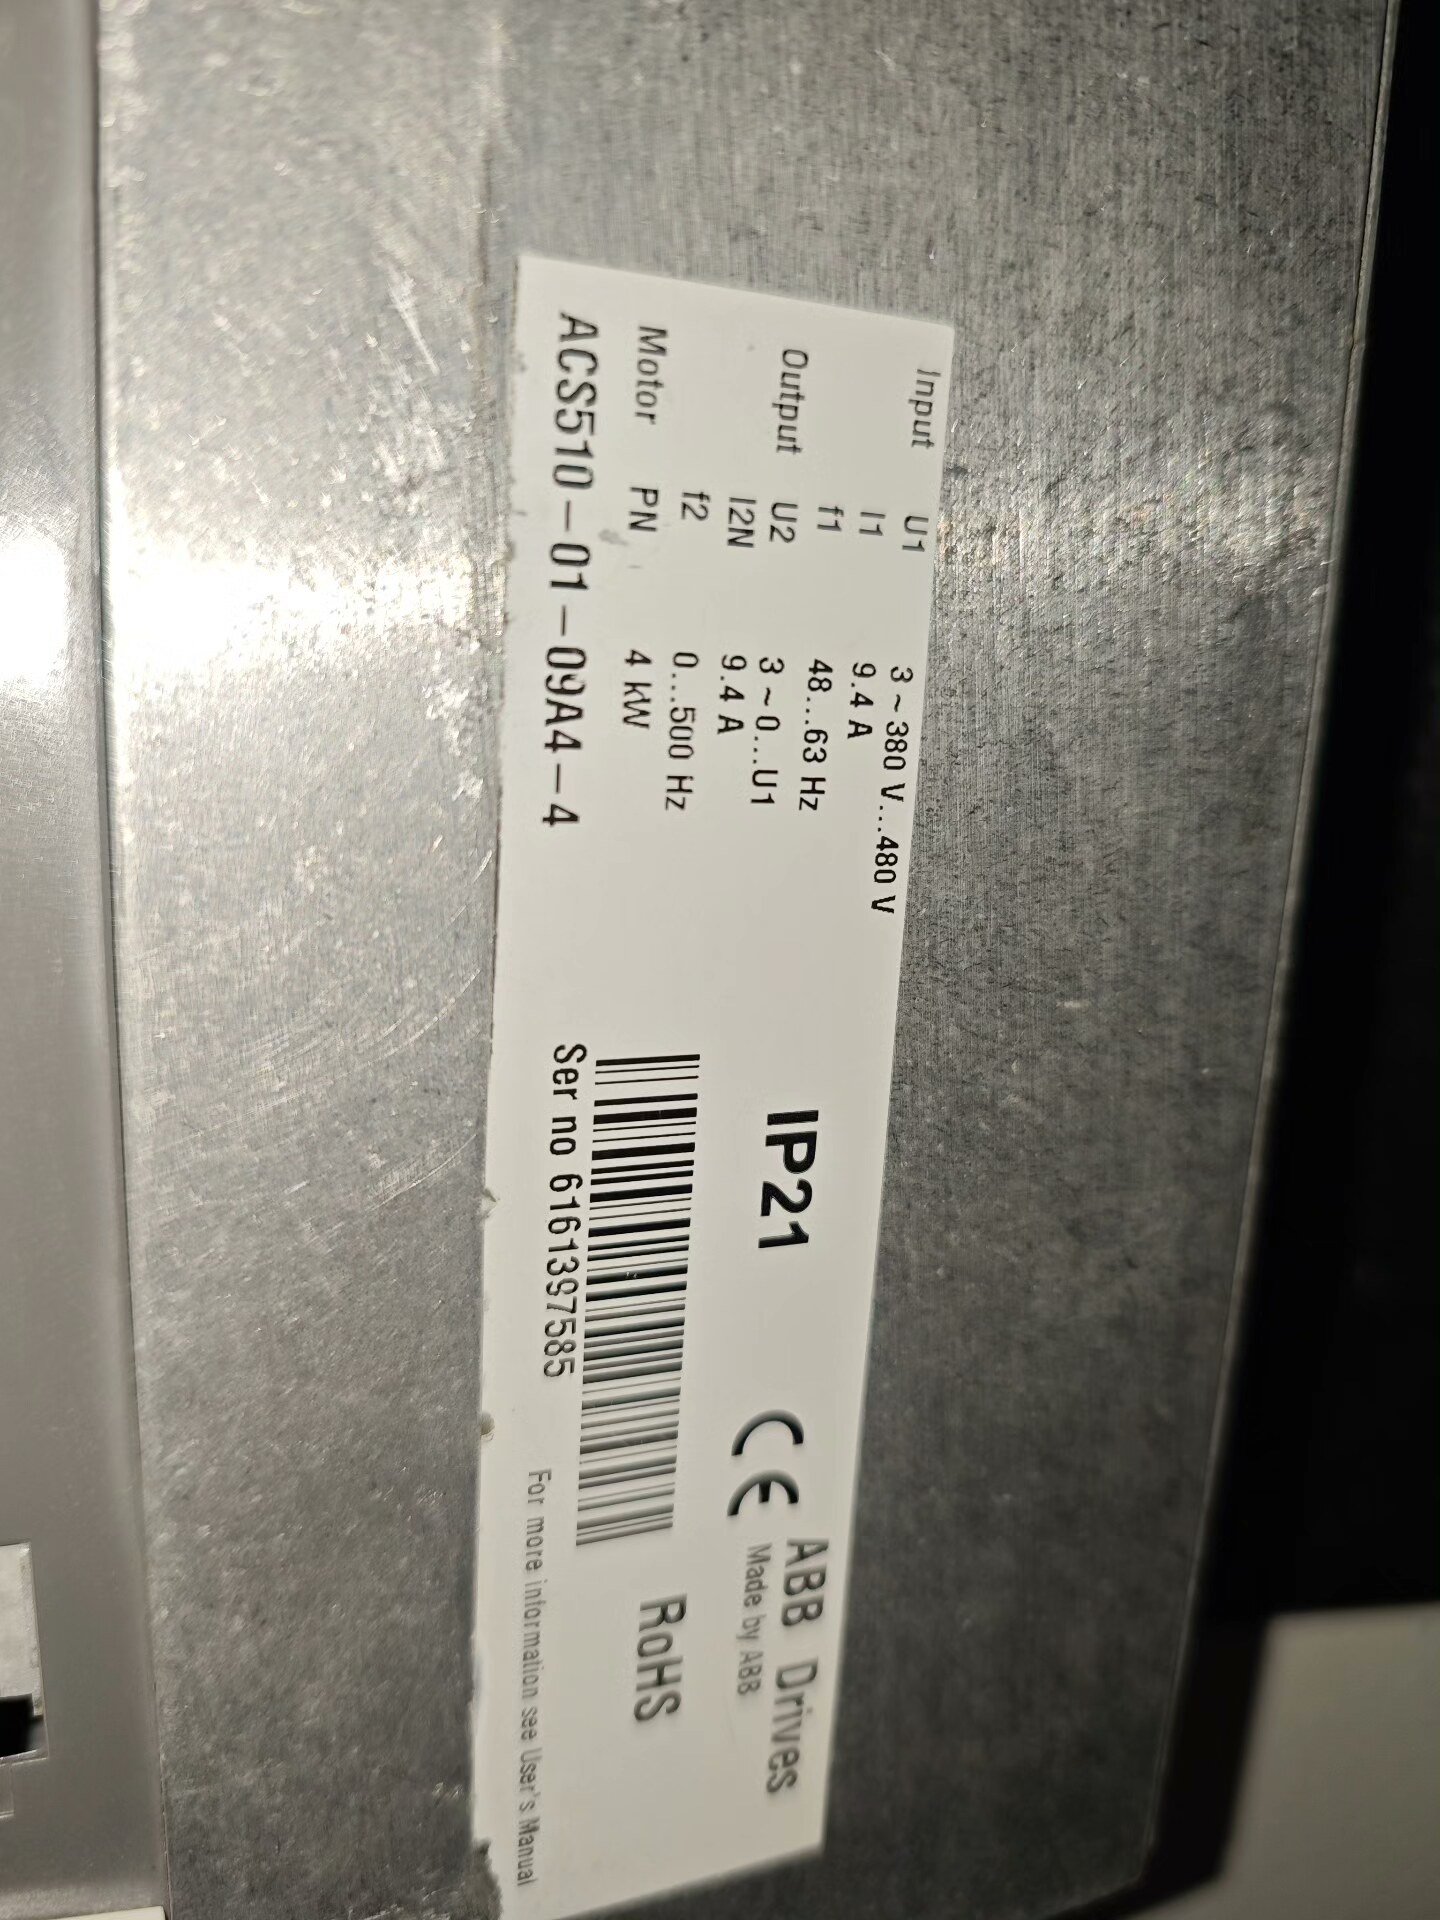 Input U1 3 ~ 380 V...480 V
I1 9.4 A
f1 48...63 Hz
Output U2 3 ~ 0...U1
I2N 9.4 A
f2 0...500 Hz
Motor PN 4 kW
ACS510-01-09A4-4
IP21
Ser no 6161397585
CE
ABB Drives
Made by ABB
RoHS
For more information see User's Manual